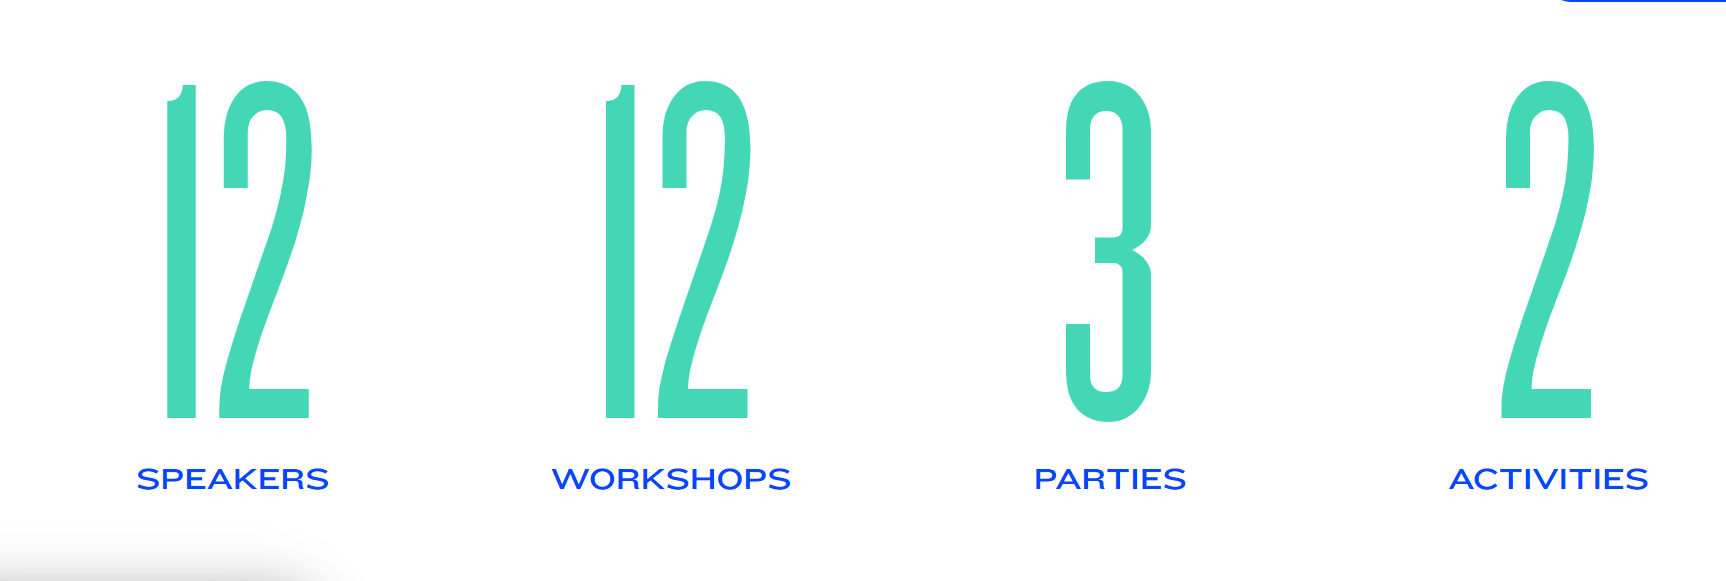 12 12 3 2
SPEAKERS WORKSHOPS PARTIES ACTIVITIES